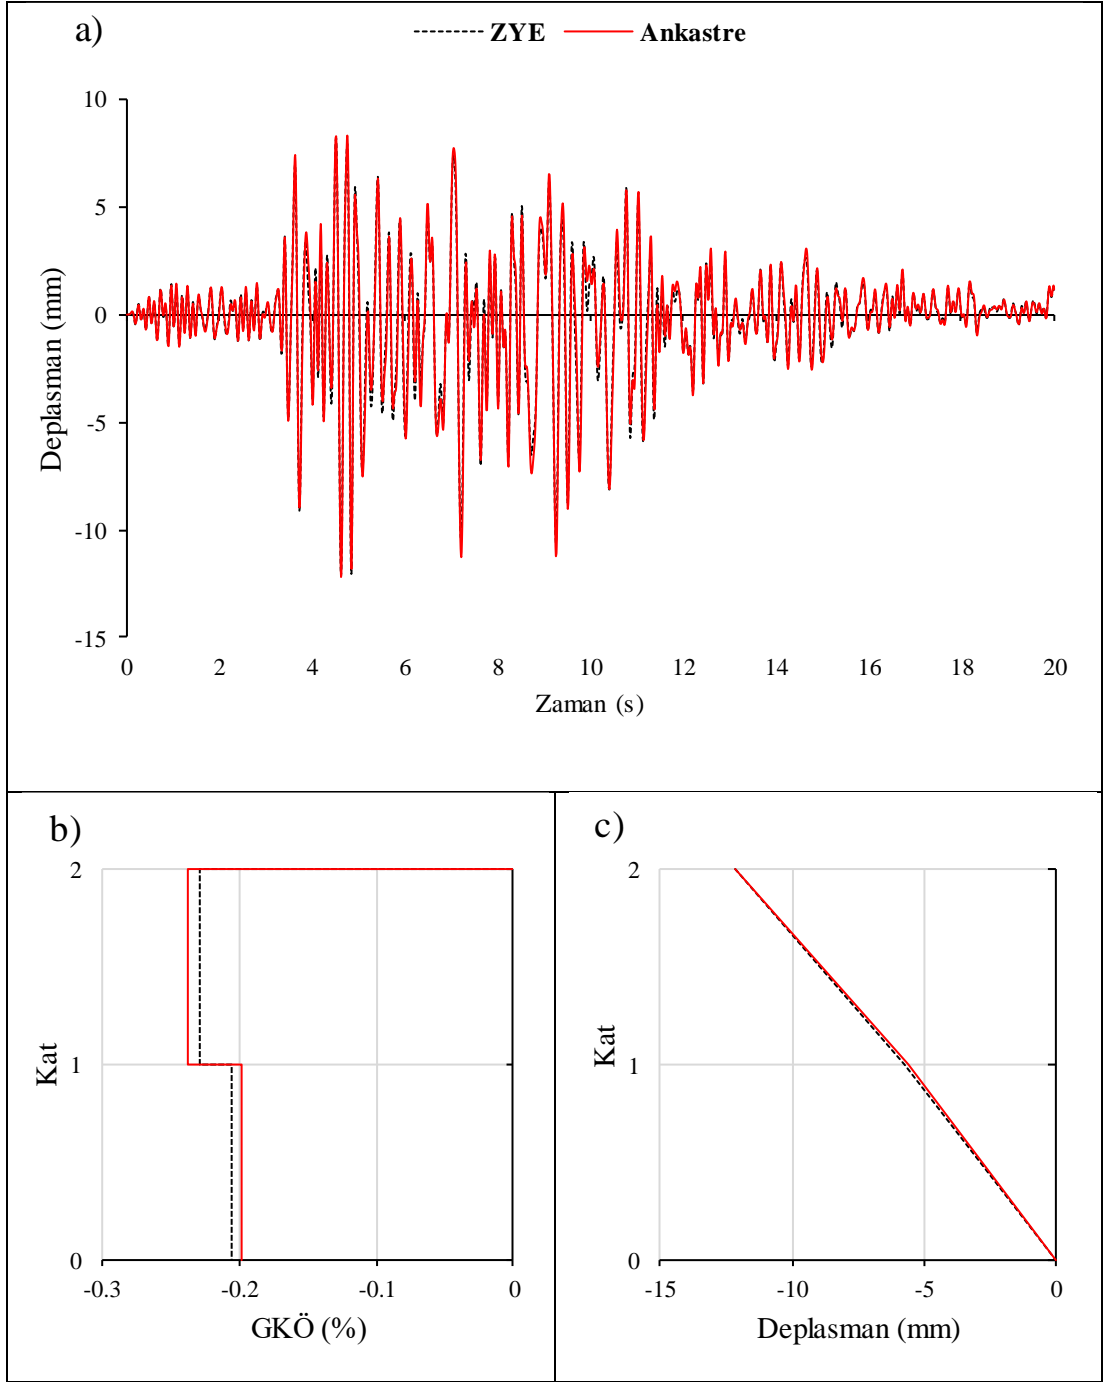 a)
ZYE Ankastre
10
5
0
-5
-10
-15
Deplasman (mm)
0 2 4 6 8 10 12 14 16 18 20
Zaman (s)
b)
2
1
0
Kat
-0.3 -0.2 -0.1 0
GKÖ (%)
c)
2
1
0
Kat
-15 -10 -5 0
Deplasman (mm)